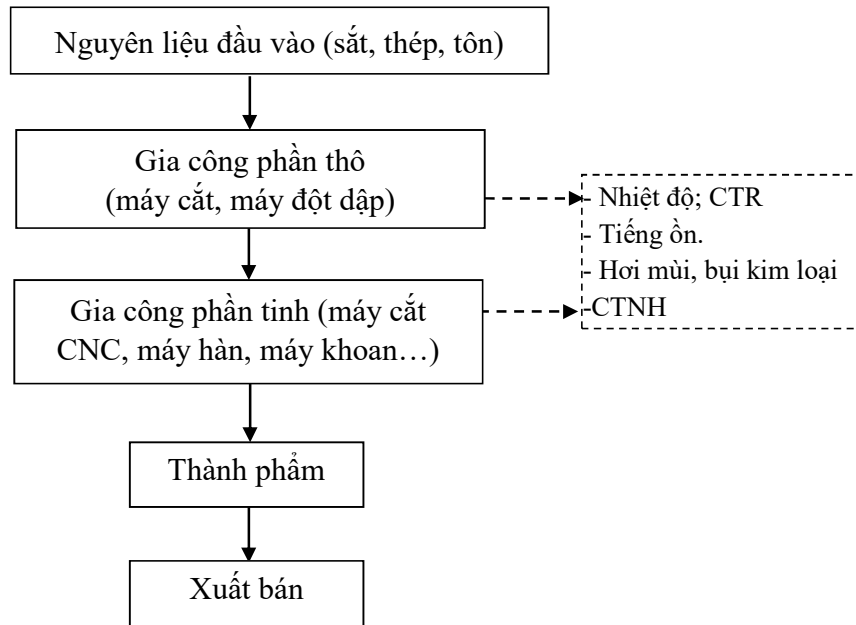 Nguyên liệu đầu vào (sắt, thép, tôn)
Gia công phần thô
(máy cắt, máy đột dập)
- Nhiệt độ; CTR
- Tiếng ồn.
- Hơi mùi, bụi kim loại
-CTNH
Gia công phần tinh (máy cắt
CNC, máy hàn, máy khoan…)
Thành phẩm
Xuất bán